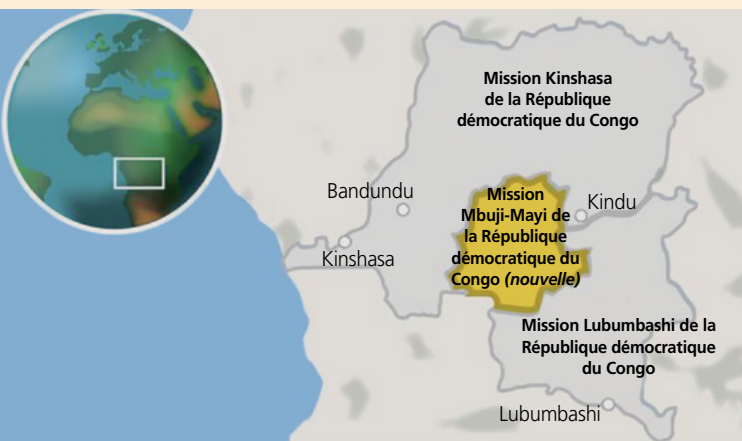 Mission Kinshasa
de la République
démocratique du Congo
Bandundu
Mission
Mbuji-Mayi de
la République
démocratique du
Congo (nouvelle)
Kindu
Kinshasa
Mission Lubumbashi de la
République démocratique
du Congo
Lubumbashi